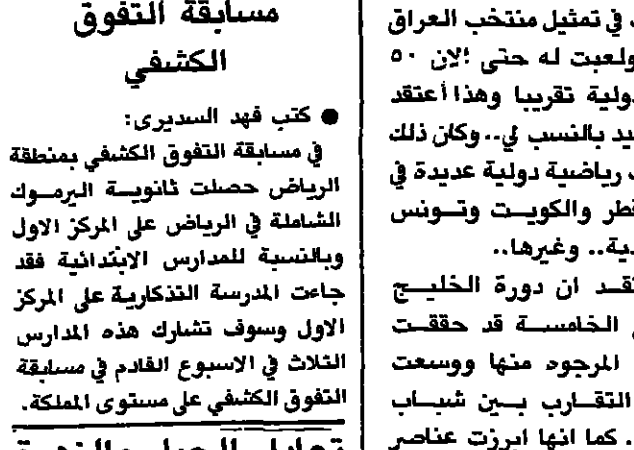 في تمثيل منتخب العراق
ولعبت له حتى الان ٥٠
دولية تقريبا وهذا أعتقد
بالنسب لي.. وكان ذلك
رياضية دولية عديدة في
قطر والكويت وتونس
وغيرها..
ان دورة الخليج
الخامسة قد حققت
المرجوه منها ووسعت
التقارب بين شباب
. كما انها ابرزت عناصر
مسابقة التفوق
الكشفي
● كتب فهد السديرى:
في مسابقة التفوق الكشفي بمنطقة
الرياض حصلت ثانوية اليرموك
الشاملة في الرياض على المركز الاول
وبالنسبة للمدارس الابتدائية فقد
جاءت المدرسة التذكارية على المركز
الاول وسوف تشارك هذه المدارس
الثلاث في الاسبوع القادم في مسابقة
التفوق الكشفي على مستوى المملكة.